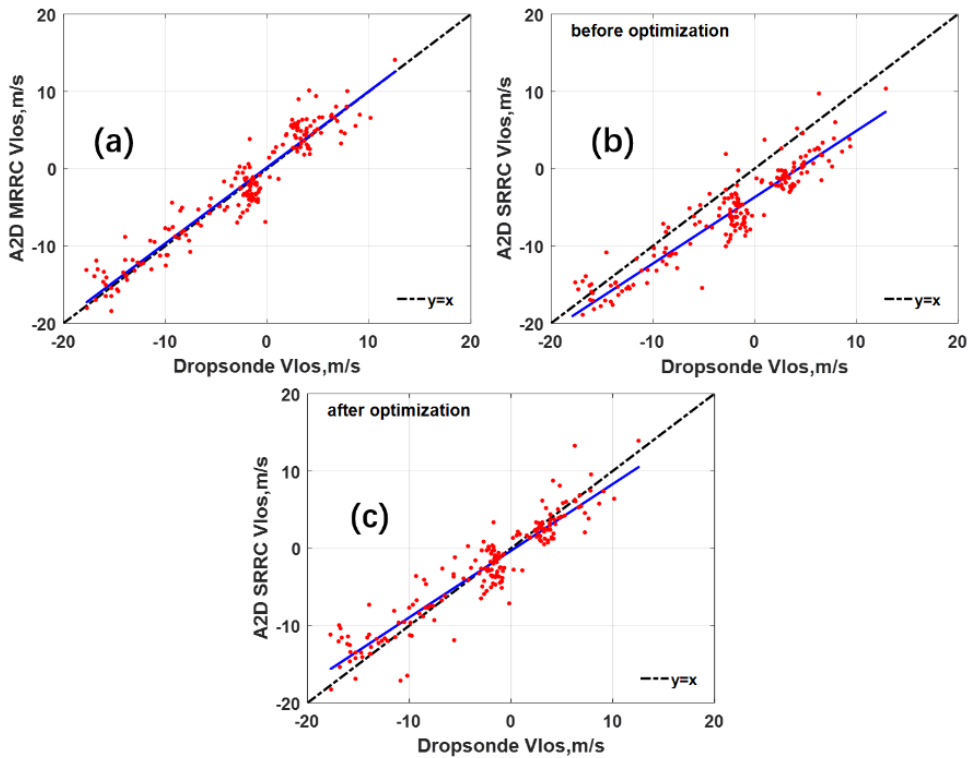 20
10
0
-10
-20
A2D MRRC Vlos,m/s
(a)
y=x
-20 -10 0 10 20
Dropsonde Vlos,m/s
20
10
0
-10
-20
A2D SRRC Vlos,m/s
before optimization
(b)
y=x
-20 -10 0 10 20
Dropsonde Vlos,m/s
20
10
0
-10
-20
A2D SRRC Vlos,m/s
after optimization
(c)
y=x
-20 -10 0 10 20
Dropsonde Vlos,m/s